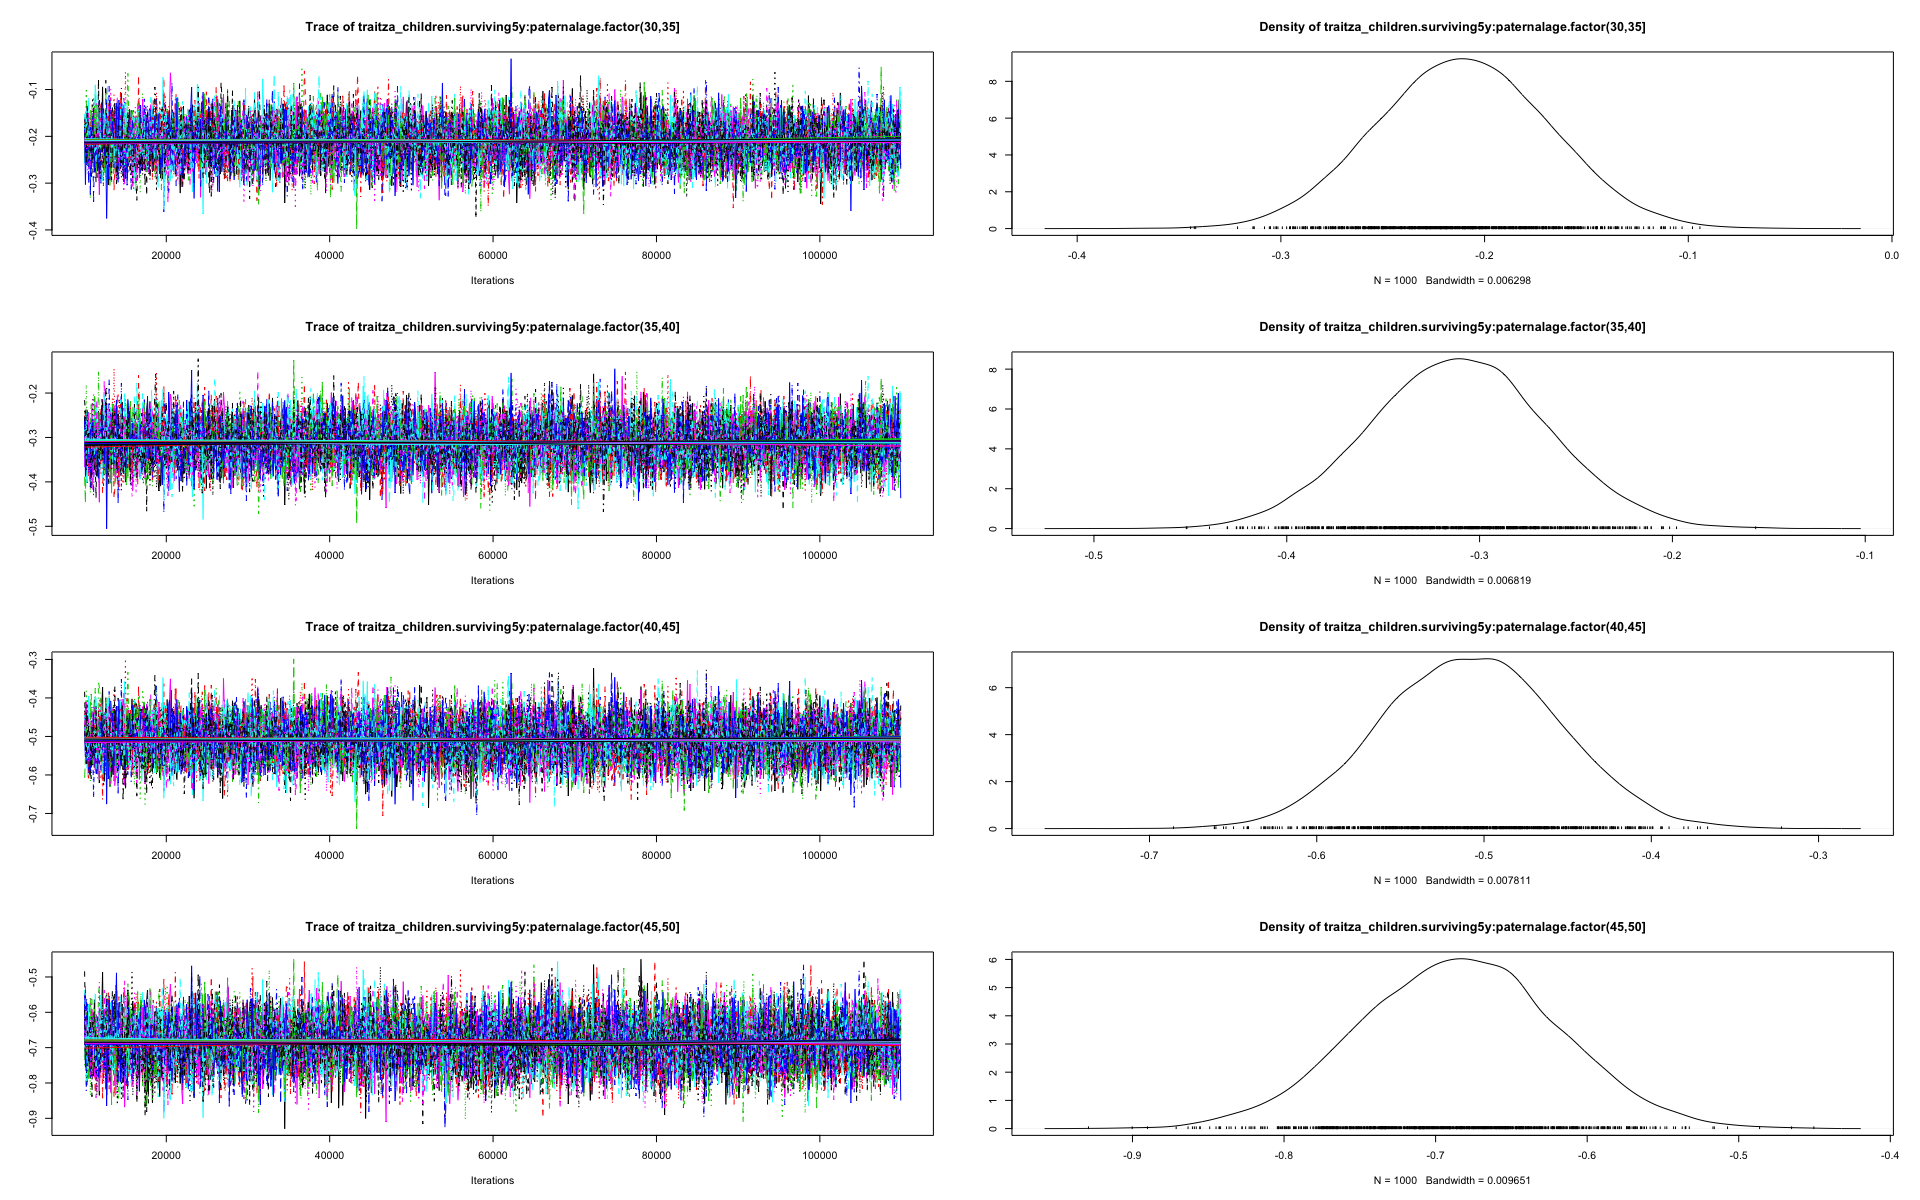 Trace of traitza_children.surviving5y:paternalage.factor(30,35]
-0.1
-0.2
-0.3
-0.4
20000 40000 60000 80000 100000
Iterations
Density of traitza_children.surviving5y:paternalage.factor(30,35]
8
6
4
2
0
-0.4 -0.3 -0.2 -0.1 0.0
N = 1000 Bandwidth = 0.006298
Trace of traitza_children.surviving5y:paternalage.factor(35,40]
-0.2
-0.3
-0.4
-0.5
20000 40000 60000 80000 100000
Iterations
Density of traitza_children.surviving5y:paternalage.factor(35,40]
8
6
4
2
0
-0.5 -0.4 -0.3 -0.2 -0.1
N = 1000 Bandwidth = 0.006819
Trace of traitza_children.surviving5y:paternalage.factor(40,45]
-0.3
-0.4
-0.5
-0.6
-0.7
20000 40000 60000 80000 100000
Iterations
Density of traitza_children.surviving5y:paternalage.factor(40,45]
6
4
2
0
-0.7 -0.6 -0.5 -0.4 -0.3
N = 1000 Bandwidth = 0.007811
Trace of traitza_children.surviving5y:paternalage.factor(45,50]
-0.5
-0.6
-0.7
-0.8
-0.9
20000 40000 60000 80000 100000
Iterations
Density of traitza_children.surviving5y:paternalage.factor(45,50]
6
5
4
3
2
1
0
-0.9 -0.8 -0.7 -0.6 -0.5 -0.4
N = 1000 Bandwidth = 0.009651